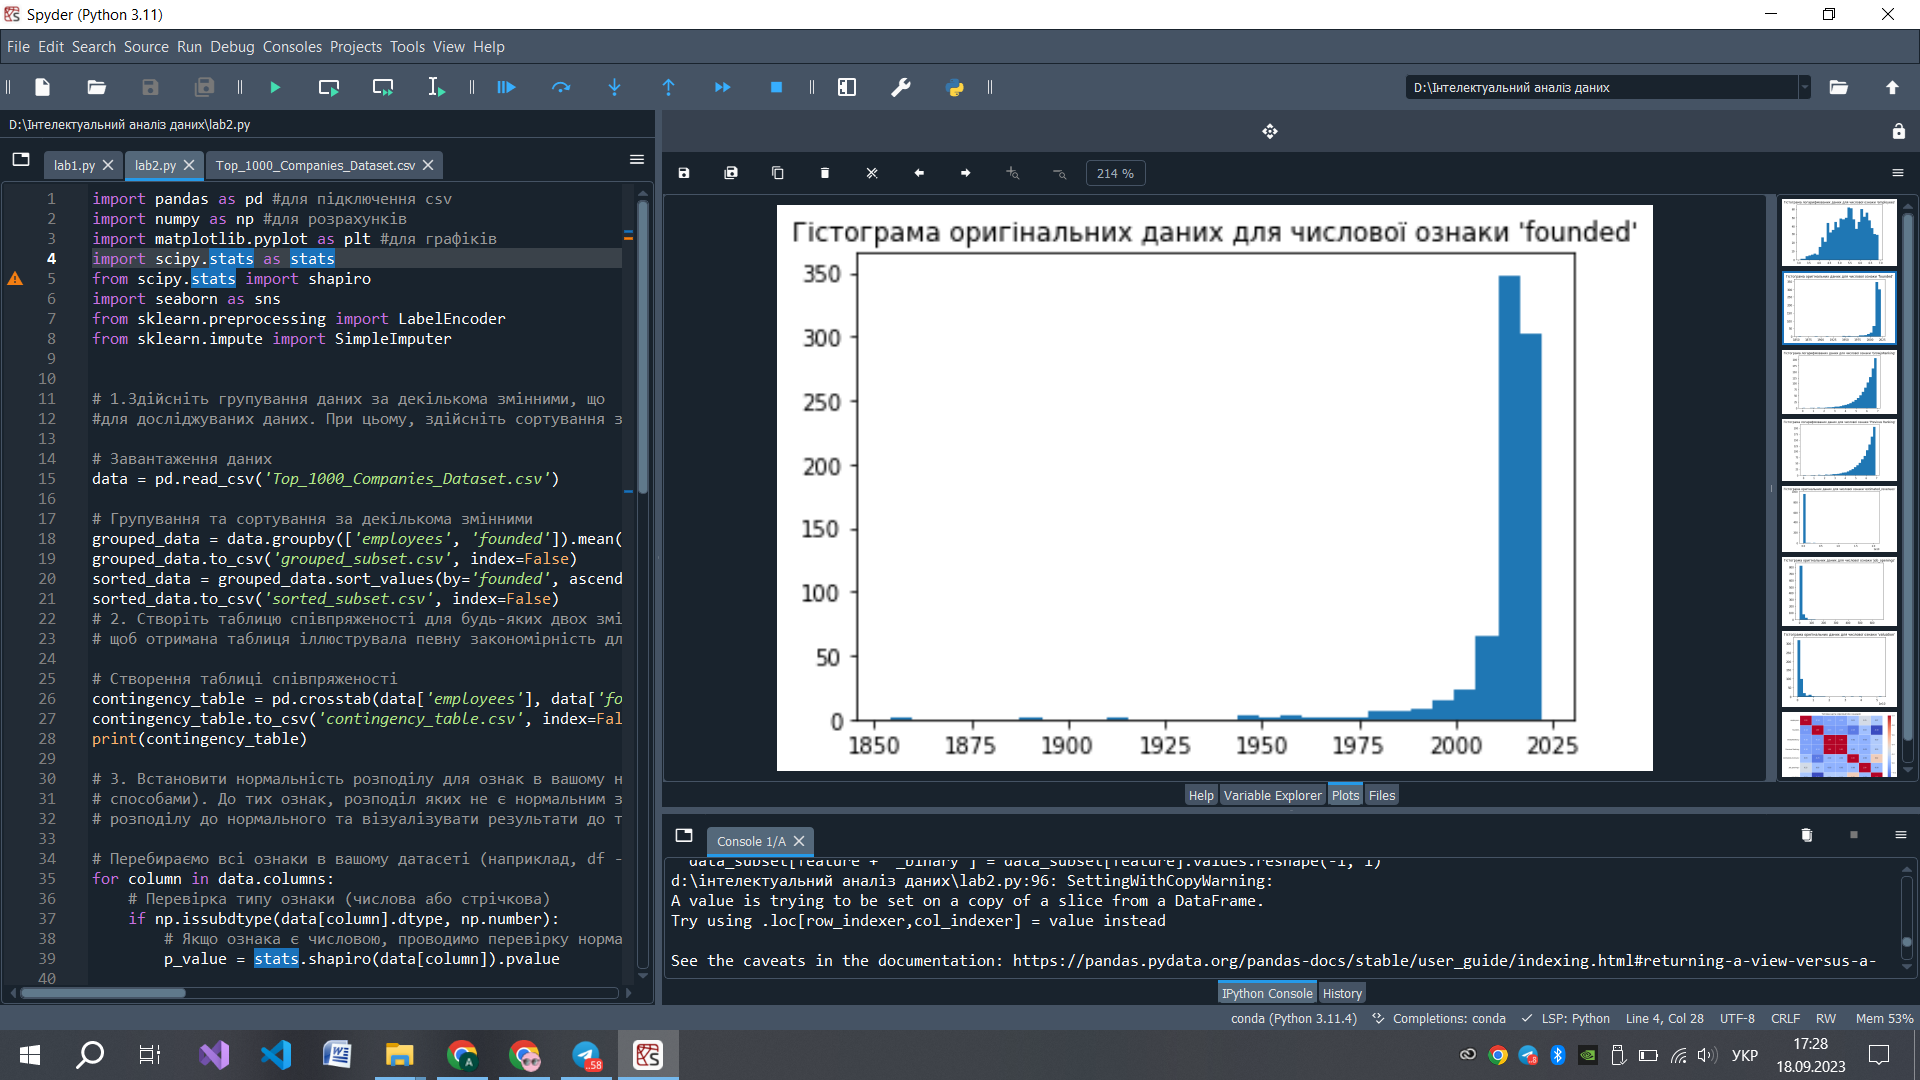 Spyder (Python 3.11)
File Edit Search Source Run Debug Consoles Projects Tools View Help
D:\Інтелектуальний аналіз даних
D:\Інтелектуальний аналіз даних\lab2.py
lab1.py
lab2.py
Top_1000_Companies_Dataset.csv
214 %
1 import pandas as pd #для підключення csv
2 import numpy as np #для розрахунків
3 import matplotlib.pyplot as plt #для графіків
4 import scipy.stats as stats
5 from scipy.stats import shapiro
6 import seaborn as sns
7 from sklearn.preprocessing import LabelEncoder
8 from sklearn.impute import SimpleImputer
9
10
11 # 1.Здійсніть групування даних за декількома змінними, що
12 #для досліджуваних даних. При цьому, здійсніть сортування з
13
14 # Завантаження даних
15 data = pd.read_csv('Top_1000_Companies_Dataset.csv')
16
17 # Групування та сортування за декількома змінними
18 grouped_data = data.groupby(['employees', 'founded']).mean(
19 grouped_data.to_csv('grouped_subset.csv', index=False)
20 sorted_data = grouped_data.sort_values(by='founded', ascend
21 sorted_data.to_csv('sorted_subset.csv', index=False)
22 # 2. Створіть таблицю співпряженості для будь-яких двох змі
23 # щоб отримана таблиця іллюструвала певну закономірність дл
24
25 # Створення таблиці співпряженості
26 contingency_table = pd.crosstab(data['employees'], data['fo
27 contingency_table.to_csv('contingency_table.csv', index=Fal
28 print(contingency_table)
29
30 # 3. Встановити нормальність розподілу для ознак в вашому н
31 # способами). До тих ознак, розподіл яких не є нормальним з
32 # розподілу до нормального та візуалізувати результати до т
33
34 # Перебираємо всі ознаки в вашому датасеті (наприклад, df -
35 for column in data.columns:
36 # Перевірка типу ознаки (числова або стрічкова)
37 if np.issubdtype(data[column].dtype, np.number):
38 # Якщо ознака є числовою, проводимо перевірку норма
39 p_value = stats.shapiro(data[column]).pvalue
40
Гістограма оригінальних даних для числової ознаки 'founded'
350
300
250
200
150
100
50
0
1850 1875 1900 1925 1950 1975 2000 2025
Help Variable Explorer Plots Files
Console 1/A
data_subset[feature + '_binary'] = data_subset[feature].values.reshape(-1, 1)
d:\інтелектуальний аналіз даних\lab2.py:96: SettingWithCopyWarning:
A value is trying to be set on a copy of a slice from a DataFrame.
Try using .loc[row_indexer,col_indexer] = value instead
See the caveats in the documentation: https://pandas.pydata.org/pandas-docs/stable/user_guide/indexing.html#returning-a-view-versus-a-
IPython Console History
conda (Python 3.11.4) Completions: conda LSP: Python Line 4, Col 28 UTF-8 CRLF RW Mem 53%
УКР
17:28
18.09.2023